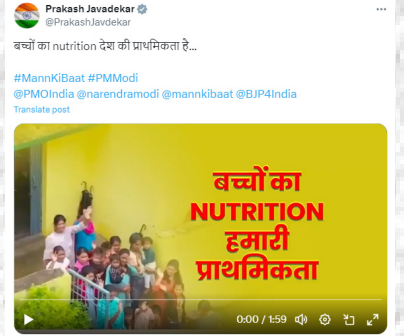 Prakash Javadekar
@PrakashJavdekar
बच्चों का nutrition देश की प्राथमिकता है...
#MannKiBaat #PMModi
@PMOIndia @narendramodi @mannkibaat @BJP4India
Translate post
बच्चों का
NUTRITION
हमारी
प्राथमिकता
0:00 / 1:59